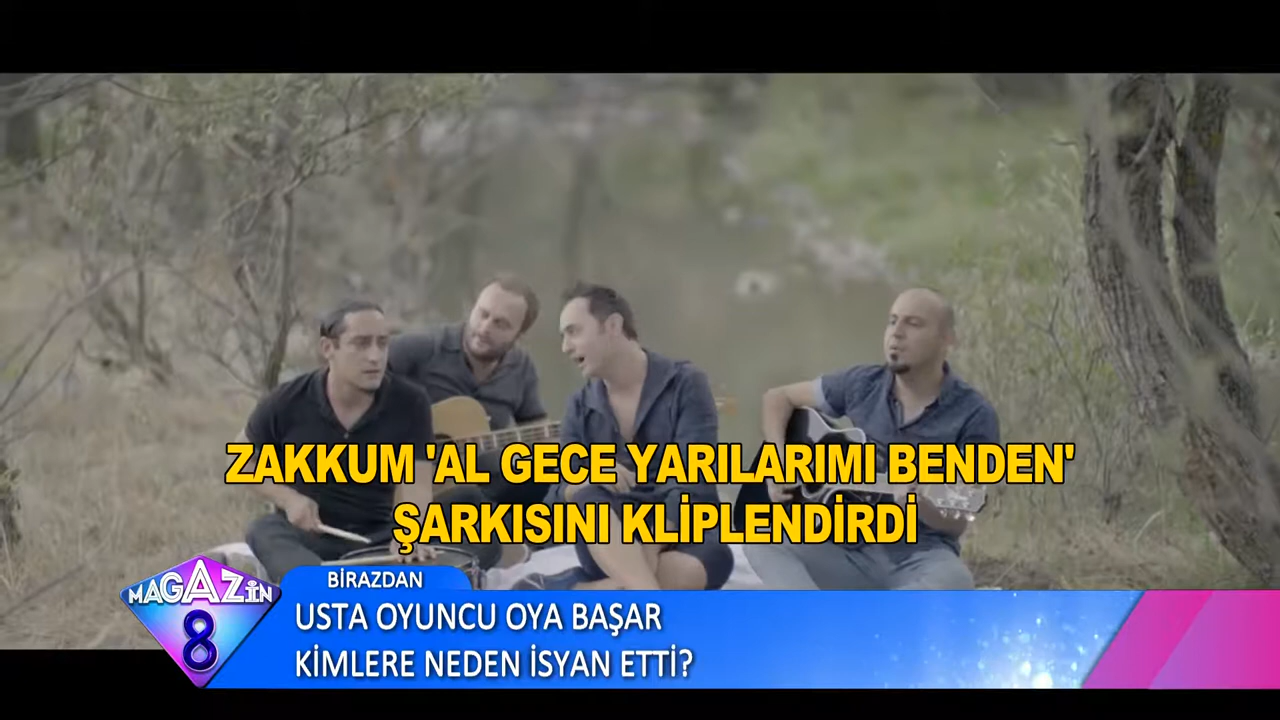 ZAKKUM 'AL GECE YARILARIMI BENDEN'
ŞARKISINI KLİPLENDİRDİ
MAGAZİN
8
BİRAZDAN
USTA OYUNCU OYA BAŞAR
KİMLERE NEDEN İSYAN ETTİ?